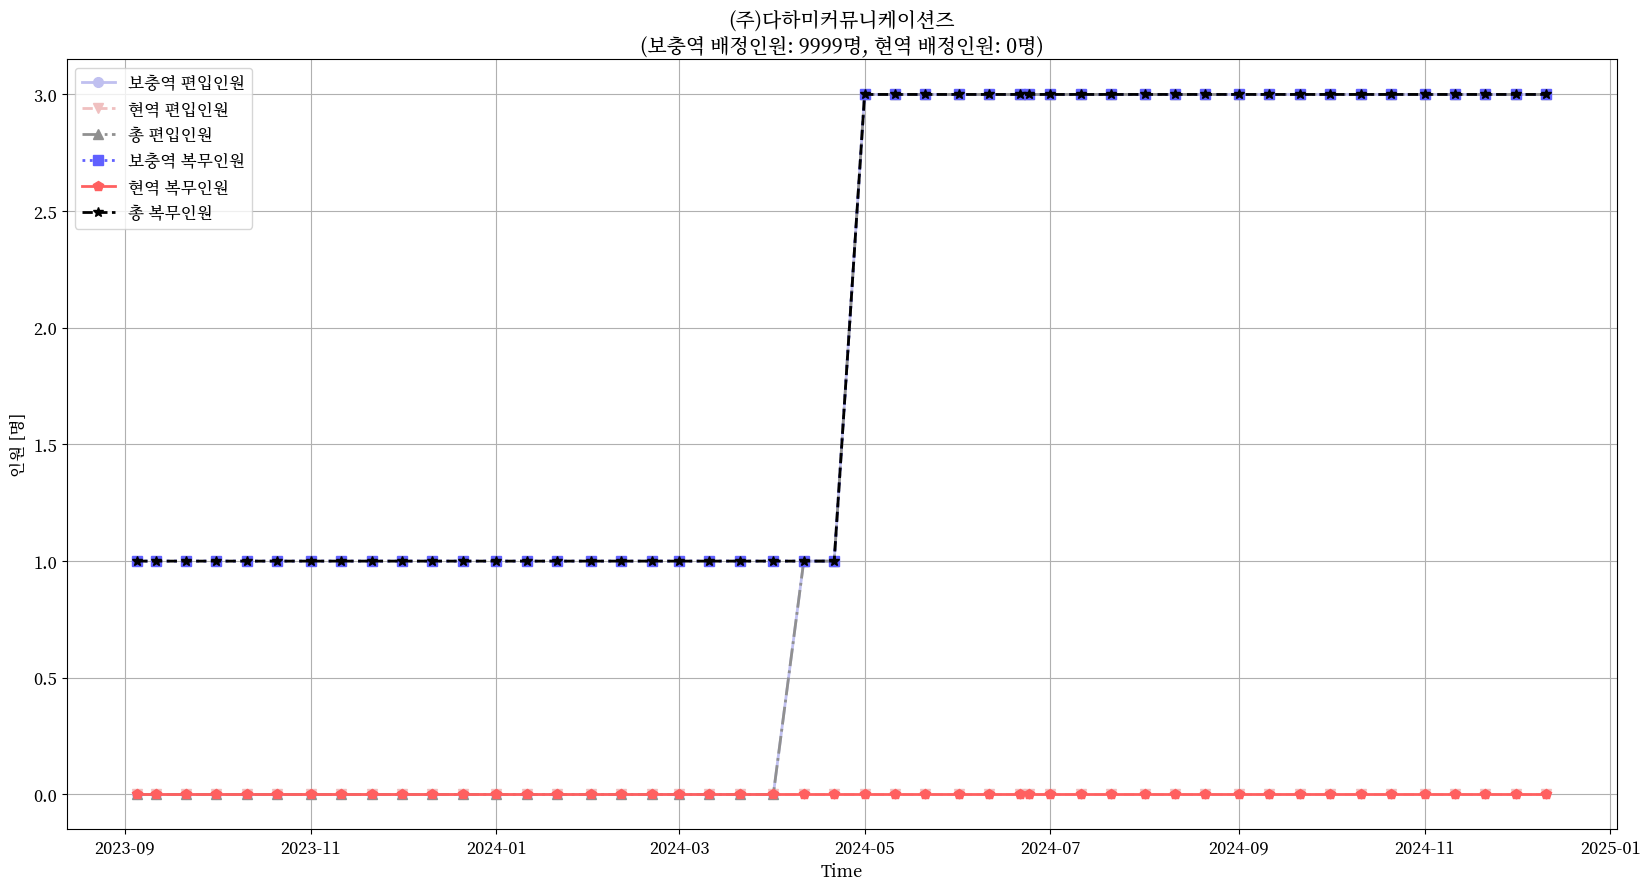 (주)다하미커뮤니케이션즈
(보충역 배정인원: 9999명, 현역 배정인원: 0명)
보충역 편입인원
현역 편입인원
총 편입인원
보충역 복무인원
현역 복무인원
총 복무인원
3.0
2.5
2.0
1.5
1.0
0.5
0.0
인원 [명]
2023-09
2023-11
2024-01
2024-03
2024-05
2024-07
2024-09
2024-11
2025-01
Time